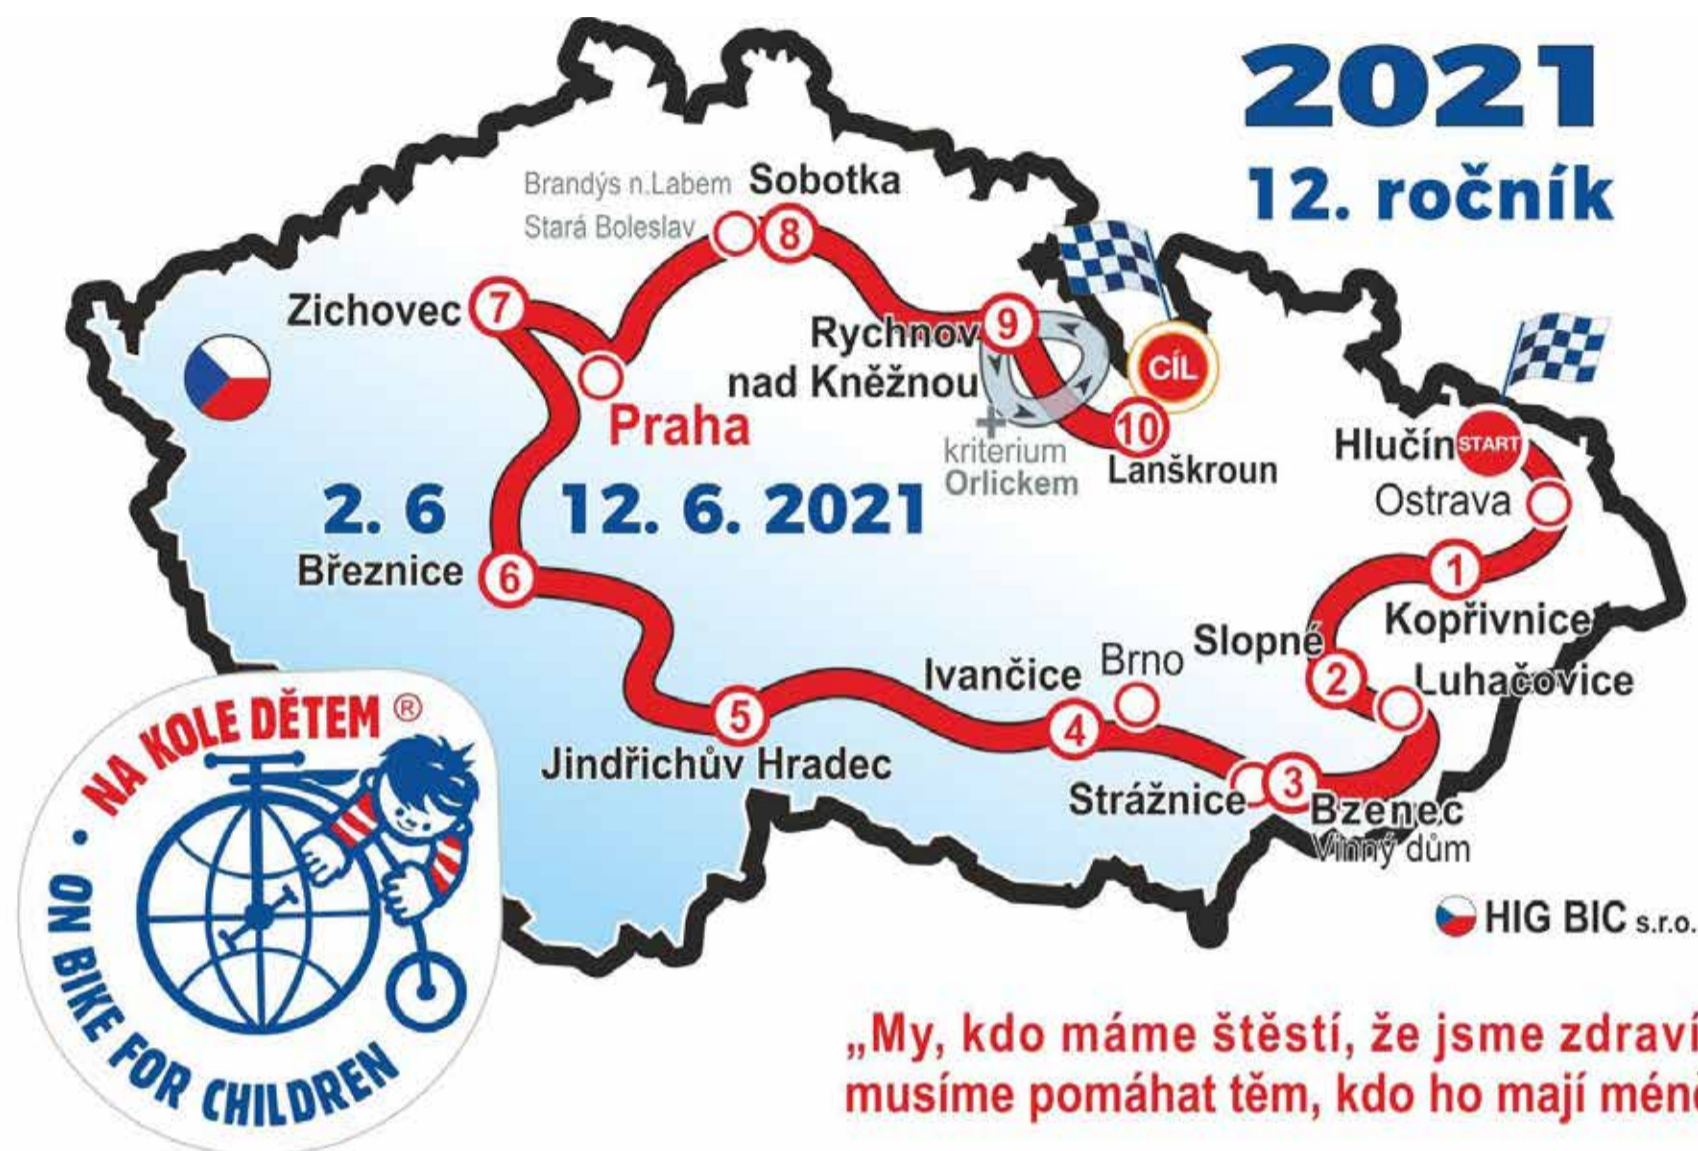 2021
12. ročník
Brandýs n.Labem
Stará Boleslav
Sobotka
8
Zichovec
7
Rychnov
nad Kněžnou
9
CÍL
Praha
10
Lanškroun
+
kriterium
Orlickem
Hlučín
START
Ostrava
2. 6
12. 6. 2021
Březnice
6
1
Kopřivnice
Slopné
2
Luhačovice
Ivančice
Brno
4
5
Jindřichův Hradec
Strážnice
3
Bzenec
Vinný dům
NA KOLE DĚTEM ®
ON BIKE FOR CHILDREN
HIG BIC s.r.o.
„My, kdo máme štěstí, že jsme zdraví
musíme pomáhat těm, kdo ho mají méně